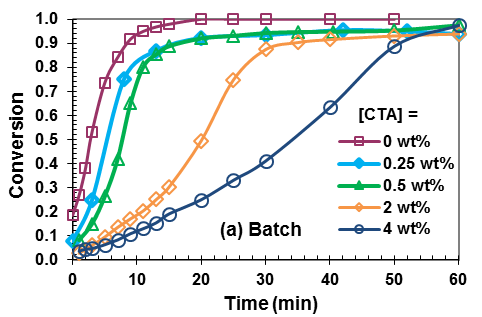 1.0
0.9
0.8
0.7
0.6
0.5
0.4
0.3
0.2
0.1
0.0
Conversion
[CTA] =
0 wt%
0.25 wt%
0.5 wt%
2 wt%
4 wt%
(a) Batch
0 10 20 30 40 50 60
Time (min)